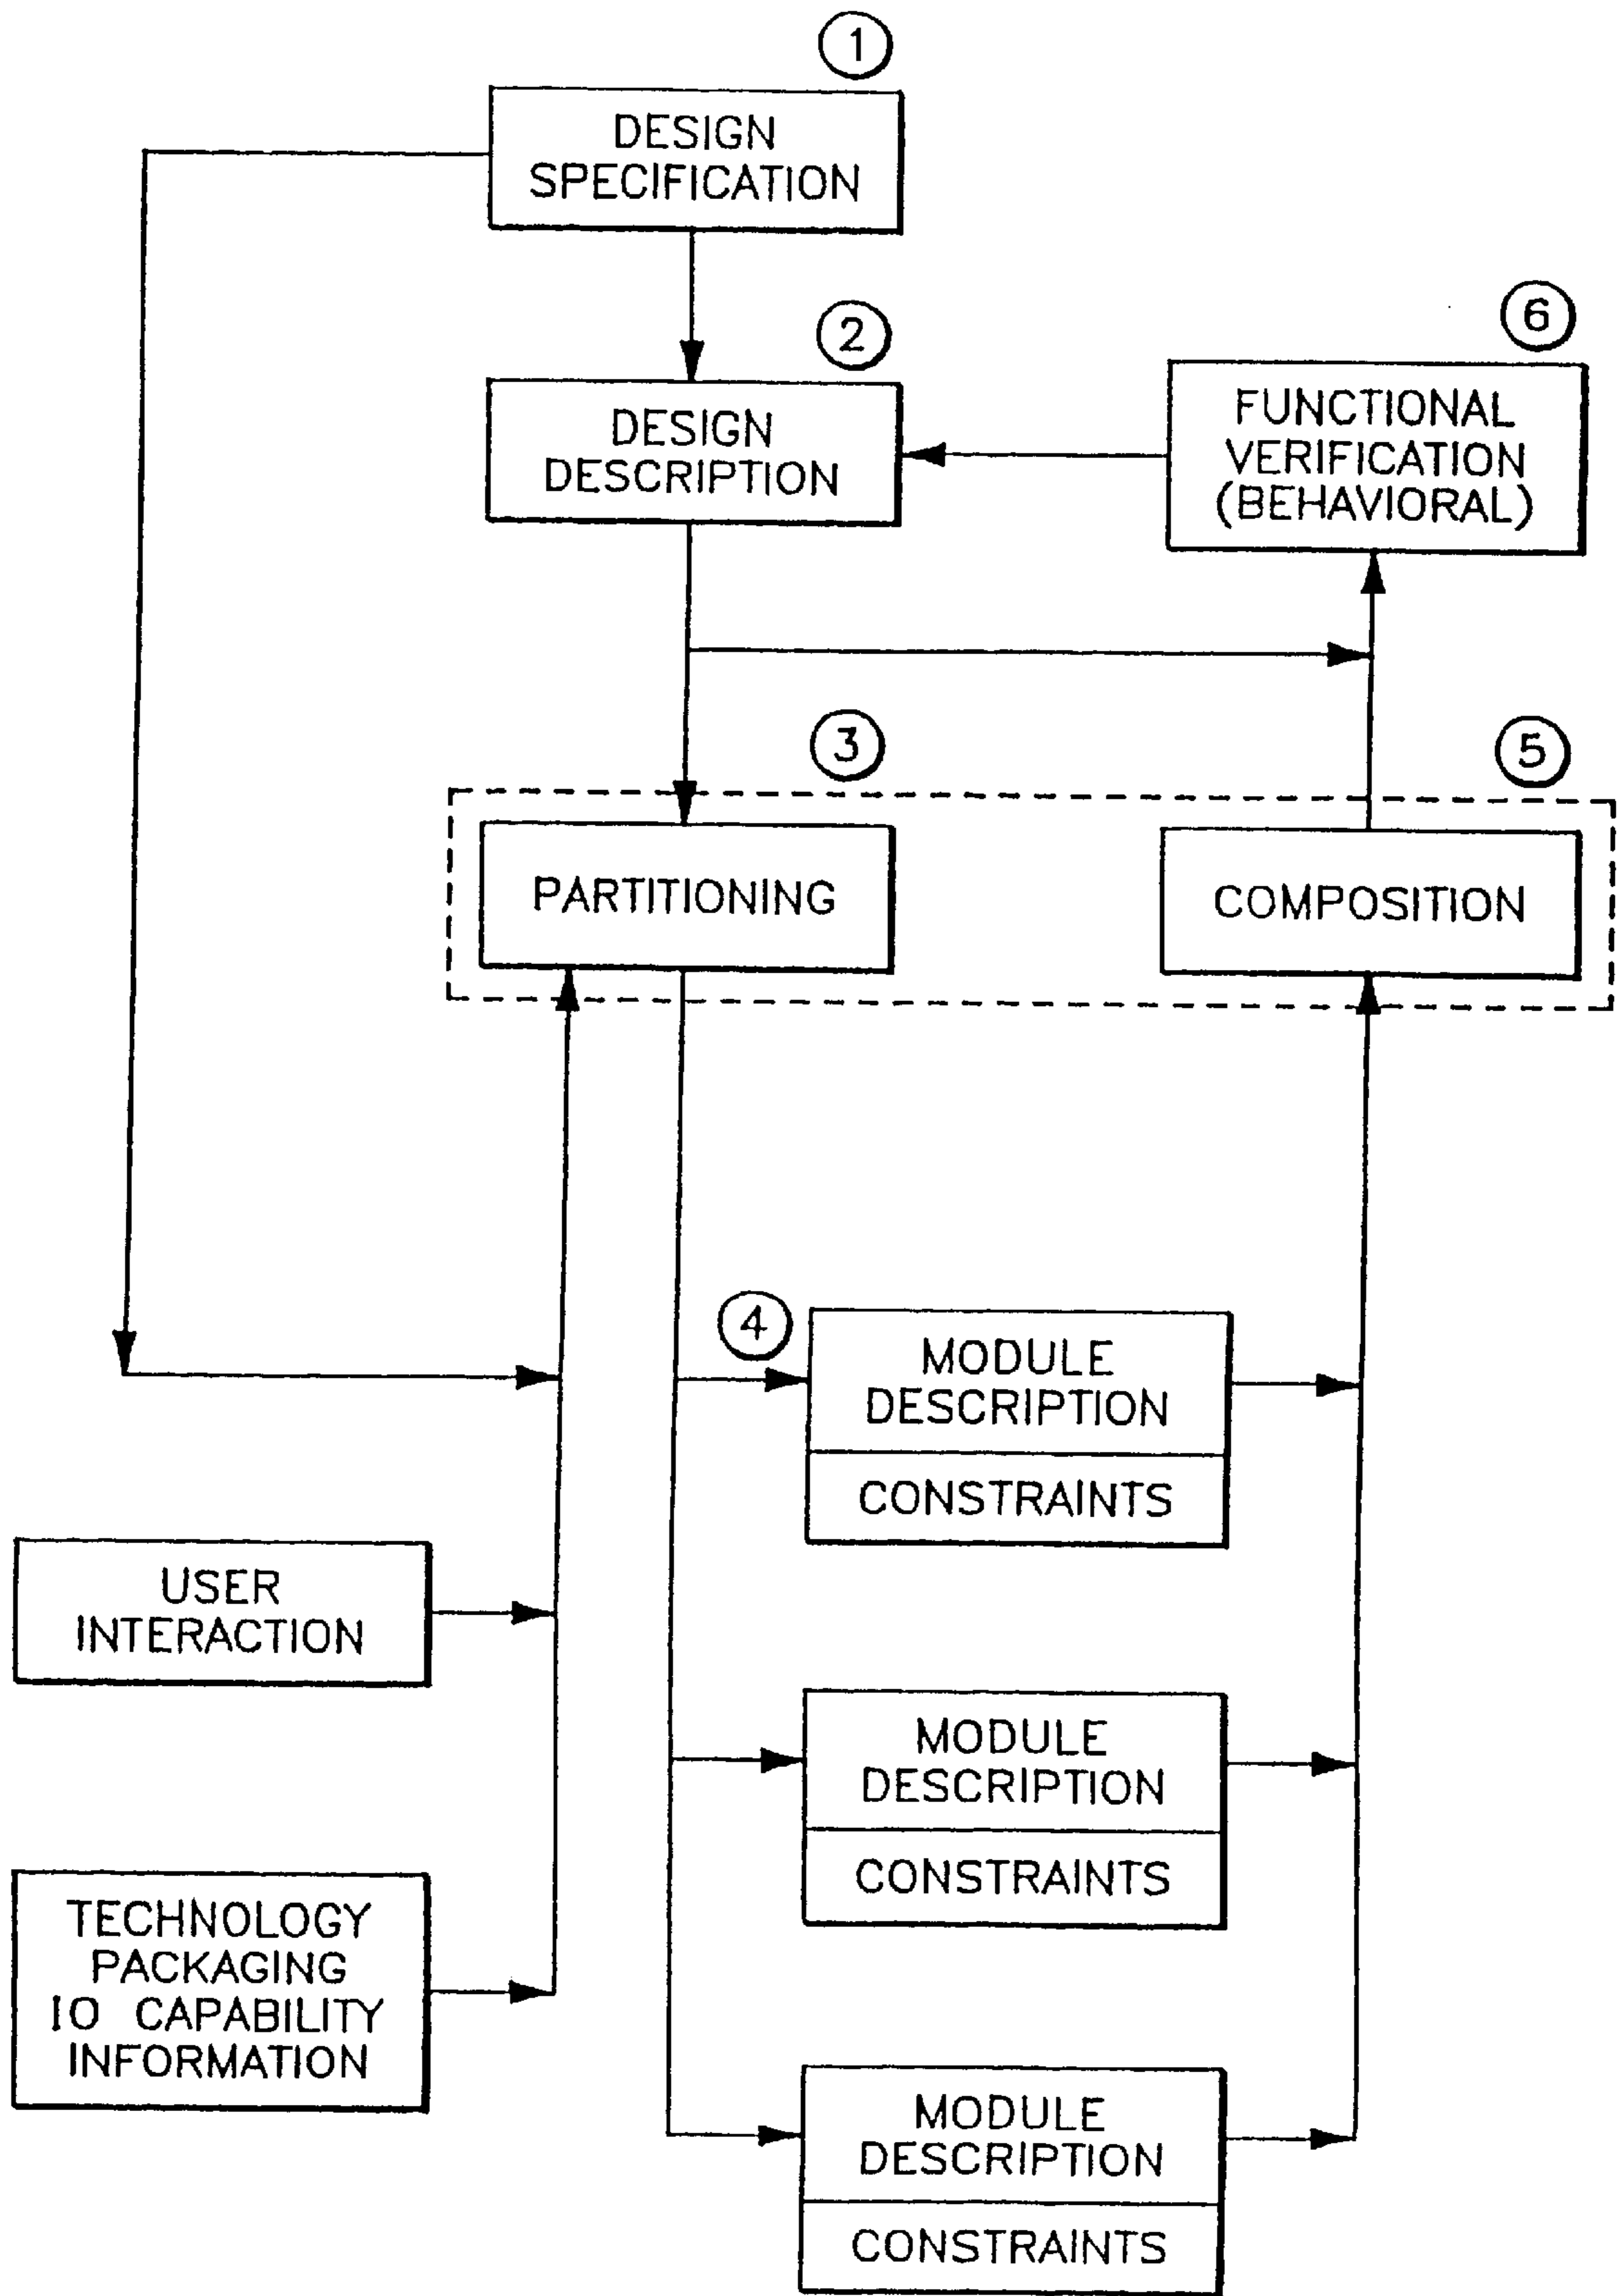 1
DESIGN
SPECIFICATION
2
DESIGN
DESCRIPTION
6
FUNCTIONAL
VERIFICATION
(BEHAVIORAL)
3
PARTITIONING
5
COMPOSITION
4
MODULE
DESCRIPTION
CONSTRAINTS
USER
INTERACTION
MODULE
DESCRIPTION
CONSTRAINTS
TECHNOLOGY
PACKAGING
IO CAPABILITY
INFORMATION
MODULE
DESCRIPTION
CONSTRAINTS